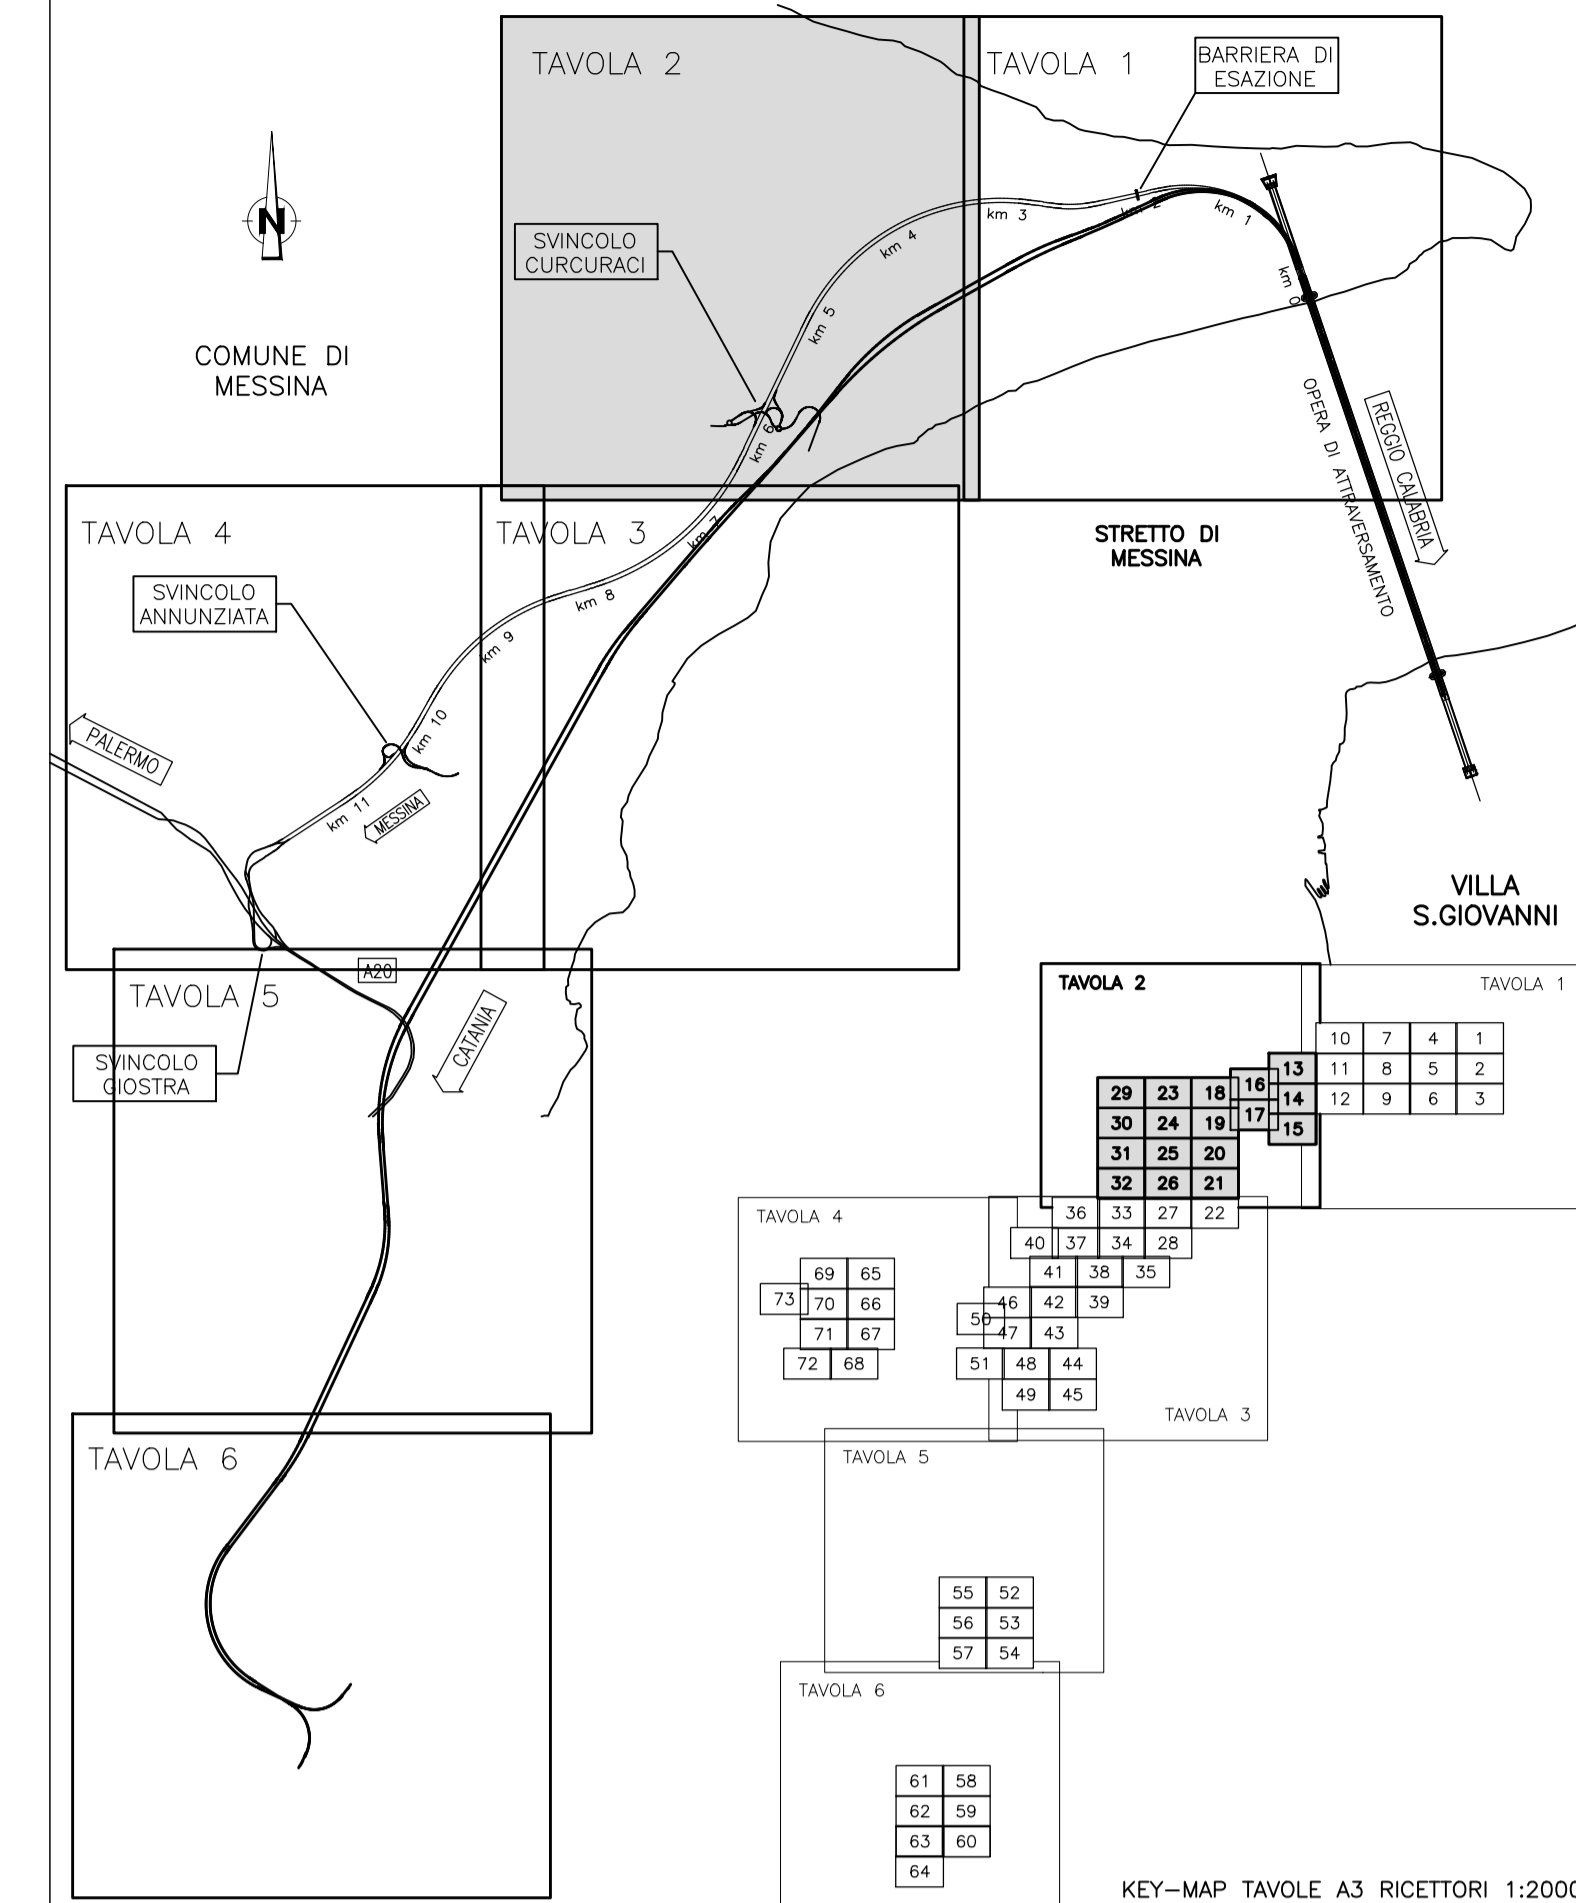 TAVOLA 2
TAVOLA 1
BARRIERA DI
ESAZIONE
N
SVINCOLO
CURCURACI
COMUNE DI
MESSINA
km 0
km 1
km 2
km 3
km 4
km 5
km 6
km 7
km 8
km 9
km 10
km 11
OPERA DI ATTRAVERSAMENTO
REGGIO CALABRIA
STRETTO DI
MESSINA
TAVOLA 4
TAVOLA 3
SVINCOLO
ANNUNZIATA
PALERMO
MESSINA
VILLA
S.GIOVANNI
A20
TAVOLA 5
CATANIA
SVINCOLO
GIOSTRA
TAVOLA 6
TAVOLA 2
TAVOLA 1
10 7 4 1
11 8 5 2
12 9 6 3
13
14
15
16
17
29 23 18
30 24 19
31 25 20
32 26 21
TAVOLA 4
36 33 27 22
40 37 34 28
41 38 35
46 42 39
50
47 43
51 48 44
49 45
69 65
73
70 66
71 67
72 68
TAVOLA 3
TAVOLA 5
55 52
56 53
57 54
TAVOLA 6
61 58
62 59
63 60
64
KEY-MAP TAVOLE A3 RICETTORI 1:2000